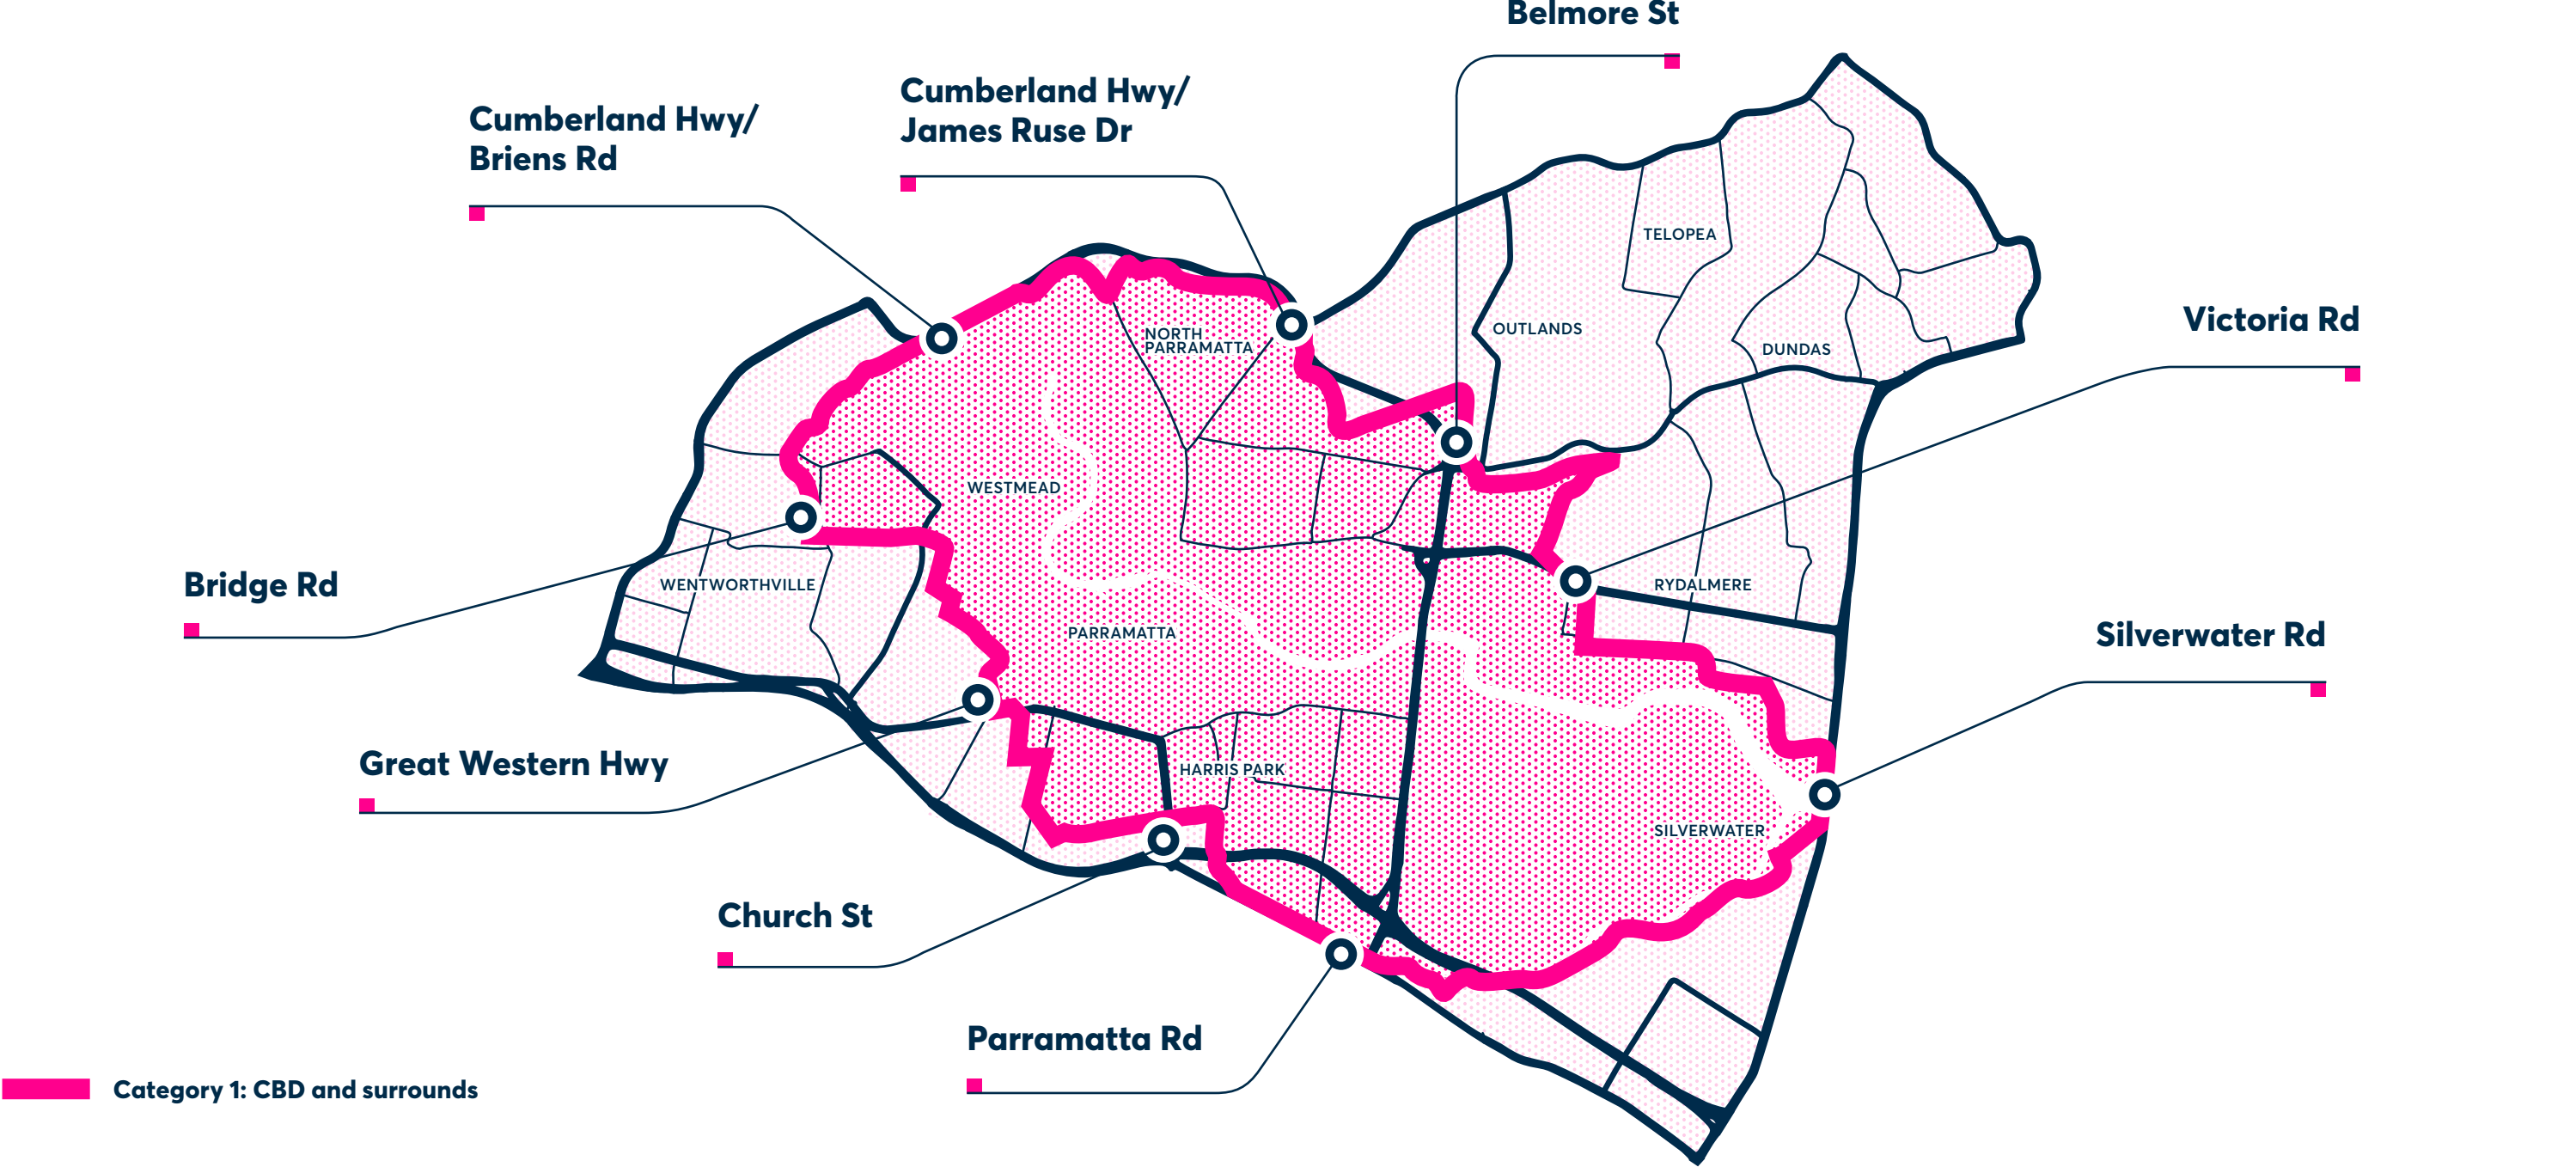 Belmore St
Cumberland Hwy/
James Ruse Dr
Cumberland Hwy/
Briens Rd
TELOPEA
Victoria Rd
OUTLANDS
NORTH
PARRAMATTA
DUNDAS
WESTMEAD
Bridge Rd
WENTWORTHVILLE
RYDALMERE
PARRAMATTA
Silverwater Rd
Great Western Hwy
HARRIS PARK
SILVERWATER
Church St
Parramatta Rd
Category 1: CBD and surrounds